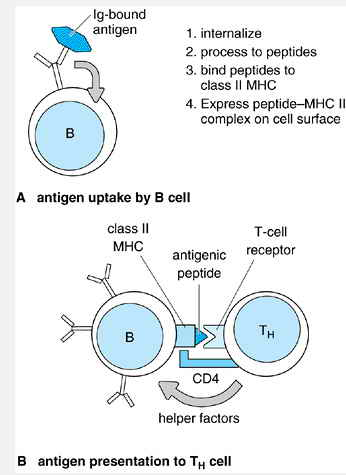 Ig-bound
antigen
1. internalize
2. process to peptides
3. bind peptides to
class II MHC
4. Express peptide–MHC II
complex on cell surface
B
A antigen uptake by B cell
class II
MHC
antigenic
peptide
T-cell
receptor
B
TH
CD4
helper factors
B antigen presentation to TH cell